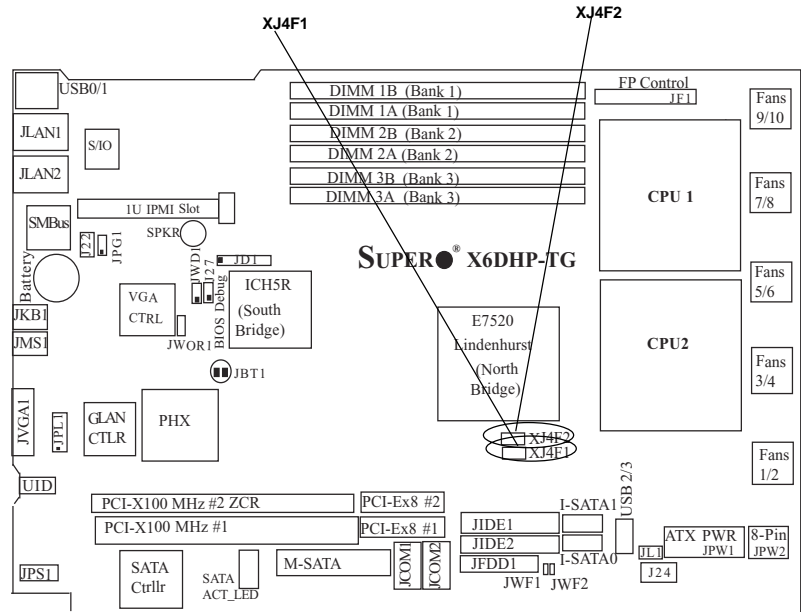 XJ4F1
XJ4F2
USB0/1
DIMM 1B (Bank 1)
DIMM 1A (Bank 1)
DIMM 2B (Bank 2)
DIMM 2A (Bank 2)
DIMM 3B (Bank 3)
DIMM 3A (Bank 3)
FP Control
JF1
Fans
9/10
JLAN1
S/IO
JLAN2
CPU 1
Fans
7/8
SMBus
1U IPMI Slot
SPKR
J22
JPG1
Battery
JWD1
J27
JD1
SUPER® X6DHP-TG
Fans
5/6
VGA
CTRL
BIOS Debug
ICH5R
(South
Bridge)
JKB1
JMS1
JWOR1
E7520
Lindenhurst
(North
Bridge)
CPU2
Fans
3/4
JBT1
JVGA1
JPL1
GLAN
CTLR
PHX
XJ4F2
XJ4F1
Fans
1/2
UID
PCI-X100 MHz #2 ZCR
PCI-Ex8 #2
I-SATA1
USB 2/3
PCI-X100 MHz #1
PCI-Ex8 #1
JIDE1
ATX PWR
JPW1
8-Pin
JPW2
JIDE2
I-SATA0
JL1
JPS1
SATA
Ctrllr
SATA
ACT_LED
M-SATA
JCOM1
JCOM2
JFDD1
JWF1
JWF2
J24